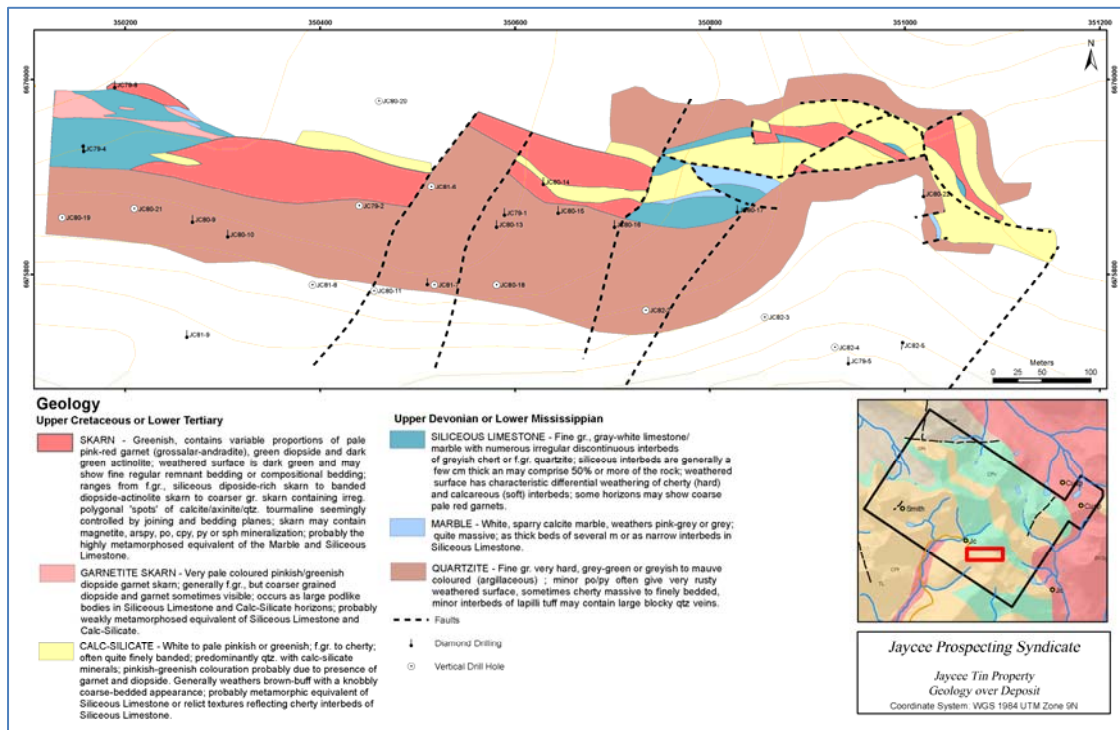 350200 350400 350600 350800 351000 351200
6676000 6676000
6675800 6675800
N
JC79-8
JC80-20
JC79-4
JC81-6
JC80-14
JC80-22
JC79-2
JC80-19
JC80-21
JC80-9
JC80-10
JC79-1
JC80-13
JC80-15
JC80-16
JC80-17
JC81-8
JC80-11
JC80-18
JC82-3
JC81-9
JC82-4
JC82-5
JC79-5
Meters
100 50 0 100
Geology
Upper Cretaceous or Lower Tertiary
SKARN - Greenish, contains variable proportions of pale
pink-red garnet (grossalar-andradite), green diopside and dark
green actinolite; weathered surface is dark green and may
show fine regular remnant bedding or compositional bedding;
ranges from f.gr., siliceous diposide-rich skarn to banded
diopside-actinolite skarn to coarser gr. skarn containing irreg.
polygonal 'spots' of calcite/axinite/qtz. tourmaline seemingly
controlled by joining and bedding planes; skarn may contain
magnetite, arspy, po, cpy, py or sph mineralization; probably
the highly metamorphosed equivalent of the Marble and Siliceous
Limestone.
GARNETITE SKARN - Very pale coloured pinkish/greenish
diopside garnet skarn; generally f.gr., but coarser grained
diopside and garnet sometimes visible; occurs as large podlike
bodies in Siliceous Limestone and Calc-Silicate horizons; probably
weakly metamorphosed equivalent of Siliceous Limestone and
Calc-Silicate.
CALC-SILICATE - White to pale pinkish or greenish; f.gr. to cherty;
often quite finely banded; predominantly qtz. with calc-silicate
minerals; pinkish-greenish colouration probably due to presence of
garnet and diopside. Generally weathers brown-buff with a knobbly
coarse-bedded appearance; probably metamorphic equivalent of
Siliceous Limestone or relict textures reflecting cherty interbeds of
Siliceous Limestone.
Upper Devonian or Lower Mississippian
SILICEOUS LIMESTONE - Fine gr., gray-white limestone/
marble with numerous irregular discontinuous interbeds
of greyish chert or f.gr. quartzite; siliceous interbeds are generally a
few cm thick an may comprise 50% or more of the rock; weathered
surface has characteristic differential weathering of cherty (hard)
and calcareous (soft) interbeds; some horizons may show coarse
pale red garnets.
MARBLE - White, sparry calcite marble, weathers pink-grey or grey;
quite massive; as thick beds of several m or as narrow interbeds in
Siliceous Limestone.
QUARTZITE - Fine gr. very hard, grey-green or greyish to mauve
coloured (argillaceous) ; minor po/py often give very rusty
weathered surface, sometimes cherty massive to finely bedded,
minor interbeds of lapilli tuff may contain large blocky qtz veins.
Faults
Diamond Drilling
Vertical Drill Hole
Smith
Jc
Jaycee Prospecting Syndicate
Jaycee Tin Property
Geology over Deposit
Coordinate System: WGS 1984 UTM Zone 9N